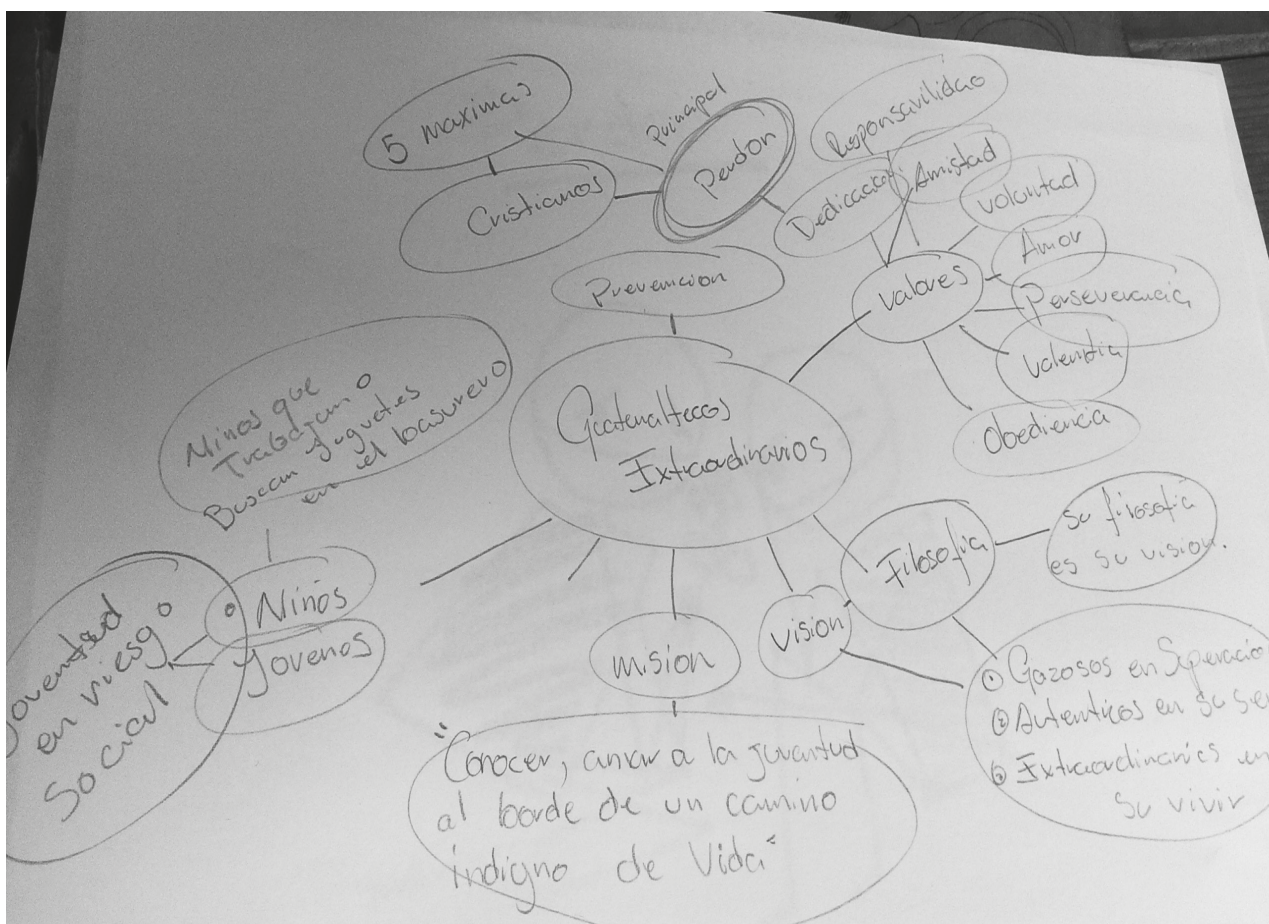 5 Maximas
Cristianos
Principal
Perdon
Responsavilidad
Dedicacion
Amistad
voluntad
Amor
Perseverancia
valentia
Obediencia
valores
Prevencion
Guatemaltecos
Extraordinarios
Niños que
Trabajan o
Buscan juguetes
en el basurero
Niños
Jovenes
Joventud
en riesgo
Social
mision
"Conocer, amar a la juventud
al borde de un camino
indigno de vida"
vision
Filosofia
Su filosofia
es su vision.
① Gozosos en
② Autenticos en su ser
③ Extraordinarios en
su vivir